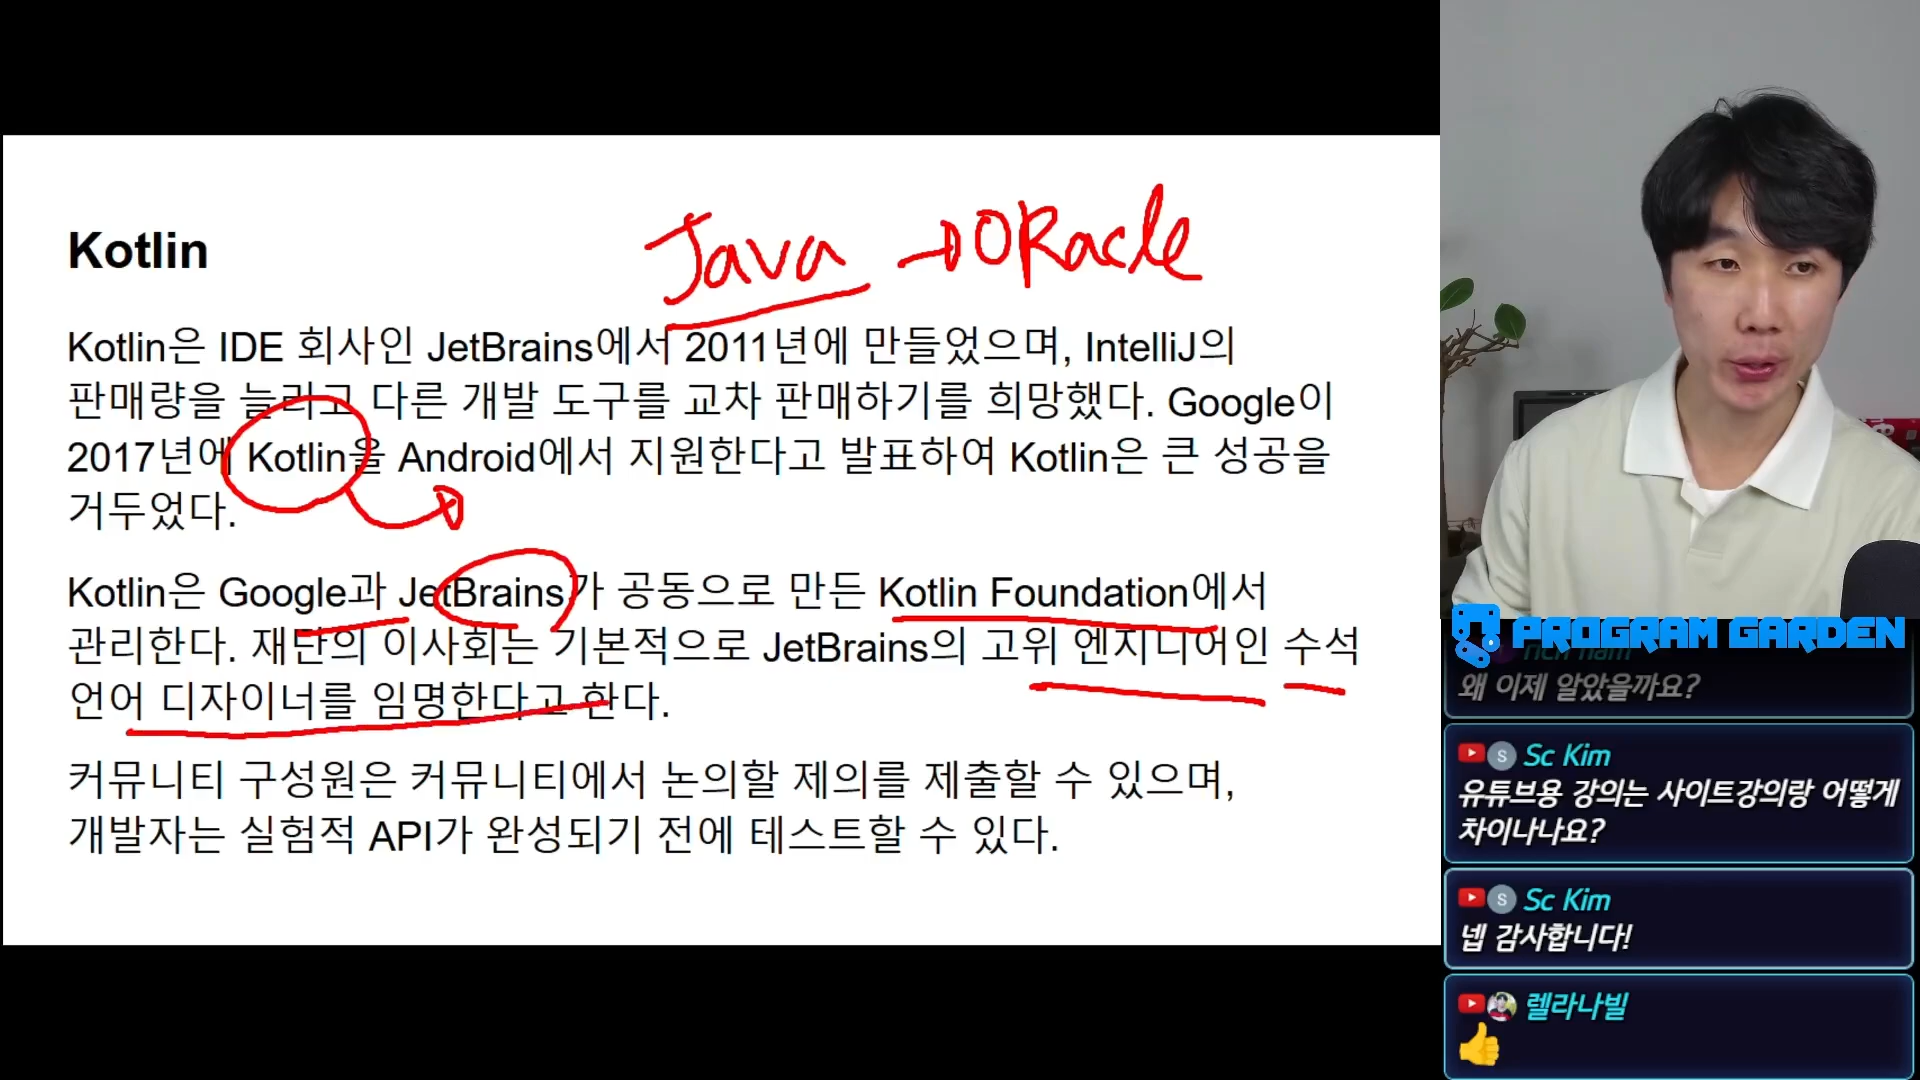 Kotlin
Java → ORacle
Kotlin은 IDE 회사인 JetBrains에서 2011년에 만들었으며, IntelliJ의
판매량을 늘리고 다른 개발 도구를 교차 판매하기를 희망했다. Google이
2017년에 Kotlin을 Android에서 지원한다고 발표하여 Kotlin은 큰 성공을
거두었다.
Kotlin은 Google과 JetBrains가 공동으로 만든 Kotlin Foundation에서
관리한다. 재단의 이사회는 기본적으로 JetBrains의 고위 엔지니어인 수석
언어 디자이너를 임명한다고 한다.
커뮤니티 구성원은 커뮤니티에서 논의할 제의를 제출할 수 있으며,
개발자는 실험적 API가 완성되기 전에 테스트할 수 있다.
PROGRAM GARDEN
왜 이제 알았을까요?
S Sc Kim
유튜브용 강의는 사이트강의랑 어떻게
차이나나요?
S Sc Kim
넵 감사합니다!
렐라나빌